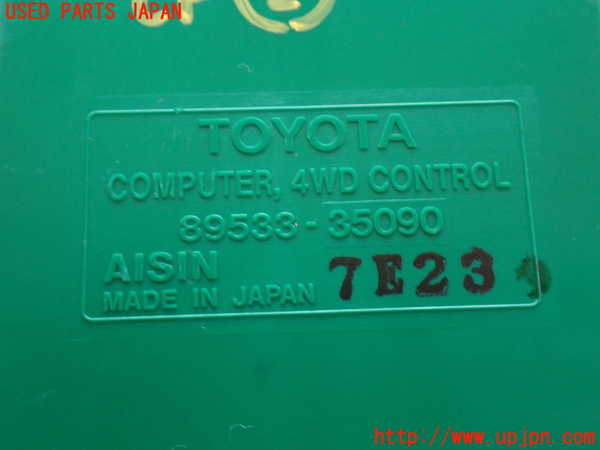 USED PARTS JAPAN
TOYOTA
COMPUTER, 4WD CONTROL
89533-35090
AISIN 7E23
MADE IN JAPAN
http://www.upjpn.com/